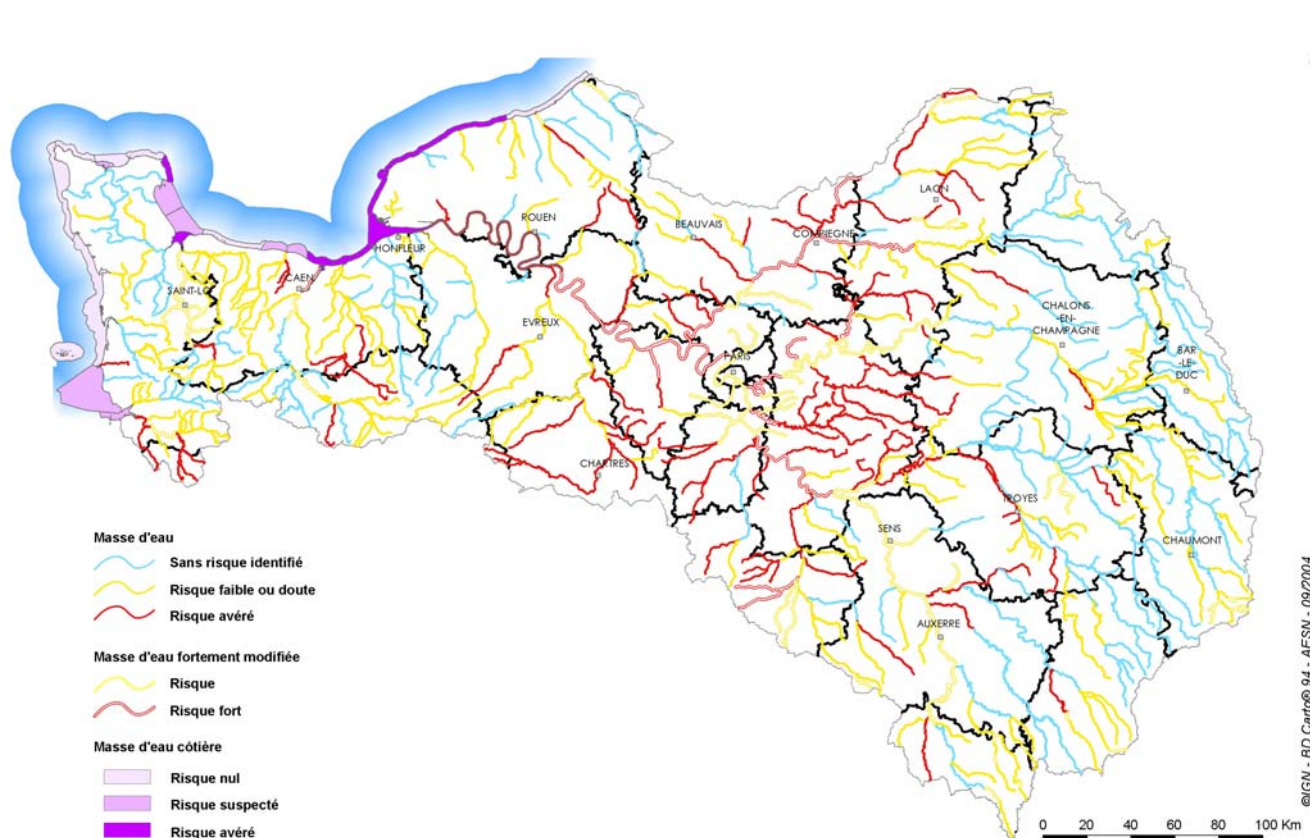 ROUEN
LAON
BEAUVAIS
COMPIEGNE
HONFLEUR
CAEN
SAINT-LO
EVREUX
PARIS
CHALONS
-EN-
CHAMPAGNE
BAR
-LE-
DUC
CHARTRES
TROYES
SENS
CHAUMONT
AUXERRE
Masse d'eau
Sans risque identifié
Risque faible ou doute
Risque avéré
Masse d'eau fortement modifiée
Risque
Risque fort
Masse d'eau côtière
Risque nul
Risque suspecté
Risque avéré
0 20 40 60 80 100 Km
©IGN - BD Carto® 94 - AESN - 09/2004